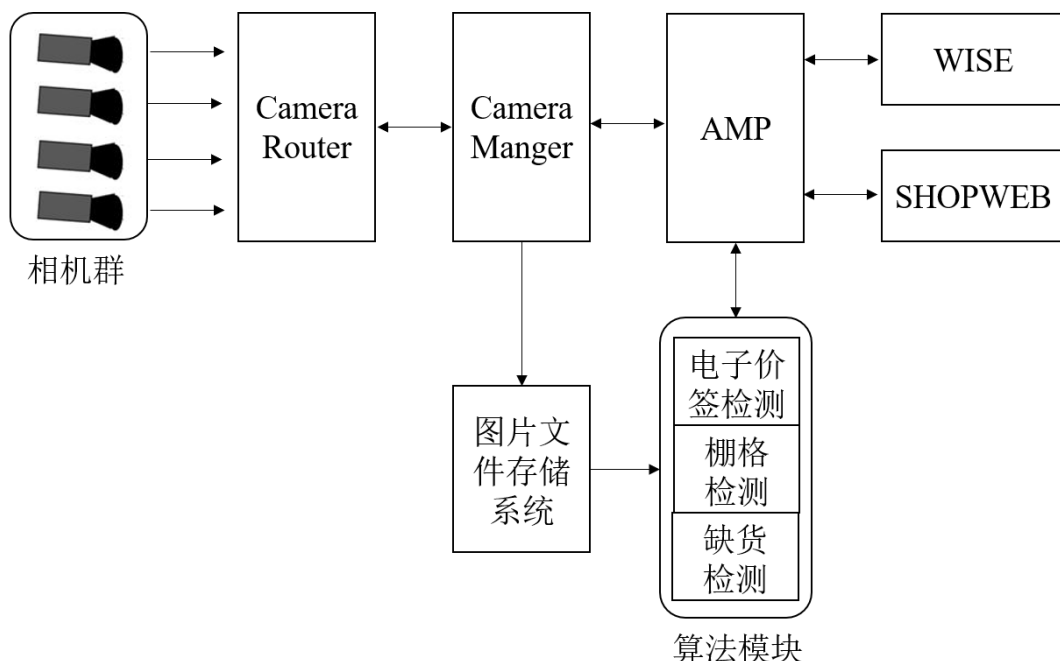 相机群
Camera
Router
Camera
Manger
AMP
WISE
SHOPWEB
图片文
件存储
系统
电子价
签检测
棚格
检测
缺货
检测
算法模块